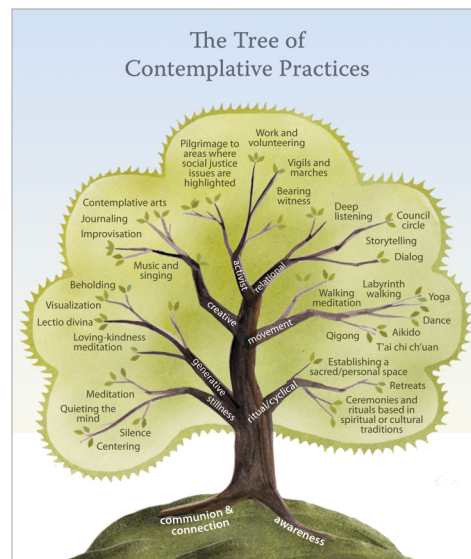 The Tree of
Contemplative Practices
Work and
volunteering
Pilgrimage to
areas where
social justice
issues are
highlighted
Vigils and
marches
Bearing
witness
Deep
listening
Council
circle
Storytelling
Dialog
Contemplative arts
Journaling
Improvisation
Music and
singing
activist
relational
creative
Walking
meditation
Labyrinth
walking
Yoga
Dance
Aikido
T'ai chi ch'uan
Qigong
movement
Beholding
Visualization
Lectio divina
Loving-kindness
meditation
generative
Establishing a
sacred/personal space
Retreats
Ceremonies and
rituals based in
spiritual or cultural
traditions
ritual/cyclical
Meditation
Quieting the
mind
Silence
Centering
stillness
communion &
connection
awareness